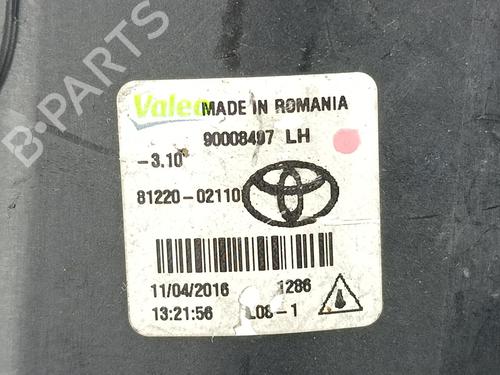 B-PARTS
Valeo MADE IN ROMANIA
90008497 LH
-3.10
81220-02110
11/04/2016 1286
13:21:56 L08-1